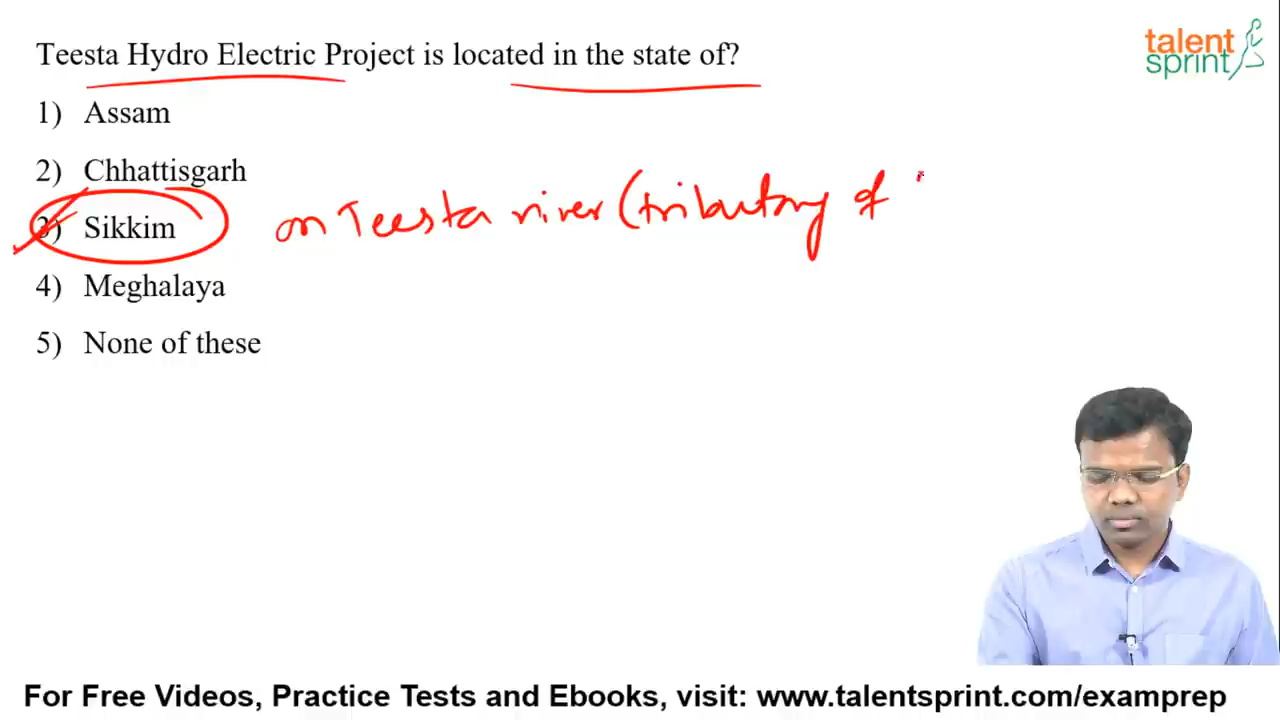 Teesta Hydro Electric Project is located in the state of?
talent
sprint
1) Assam
2) Chhattisgarh
3) Sikkim
on Teesta river (tributary of
4) Meghalaya
5) None of these
For Free Videos, Practice Tests and Ebooks, visit: www.talentsprint.com/examprep